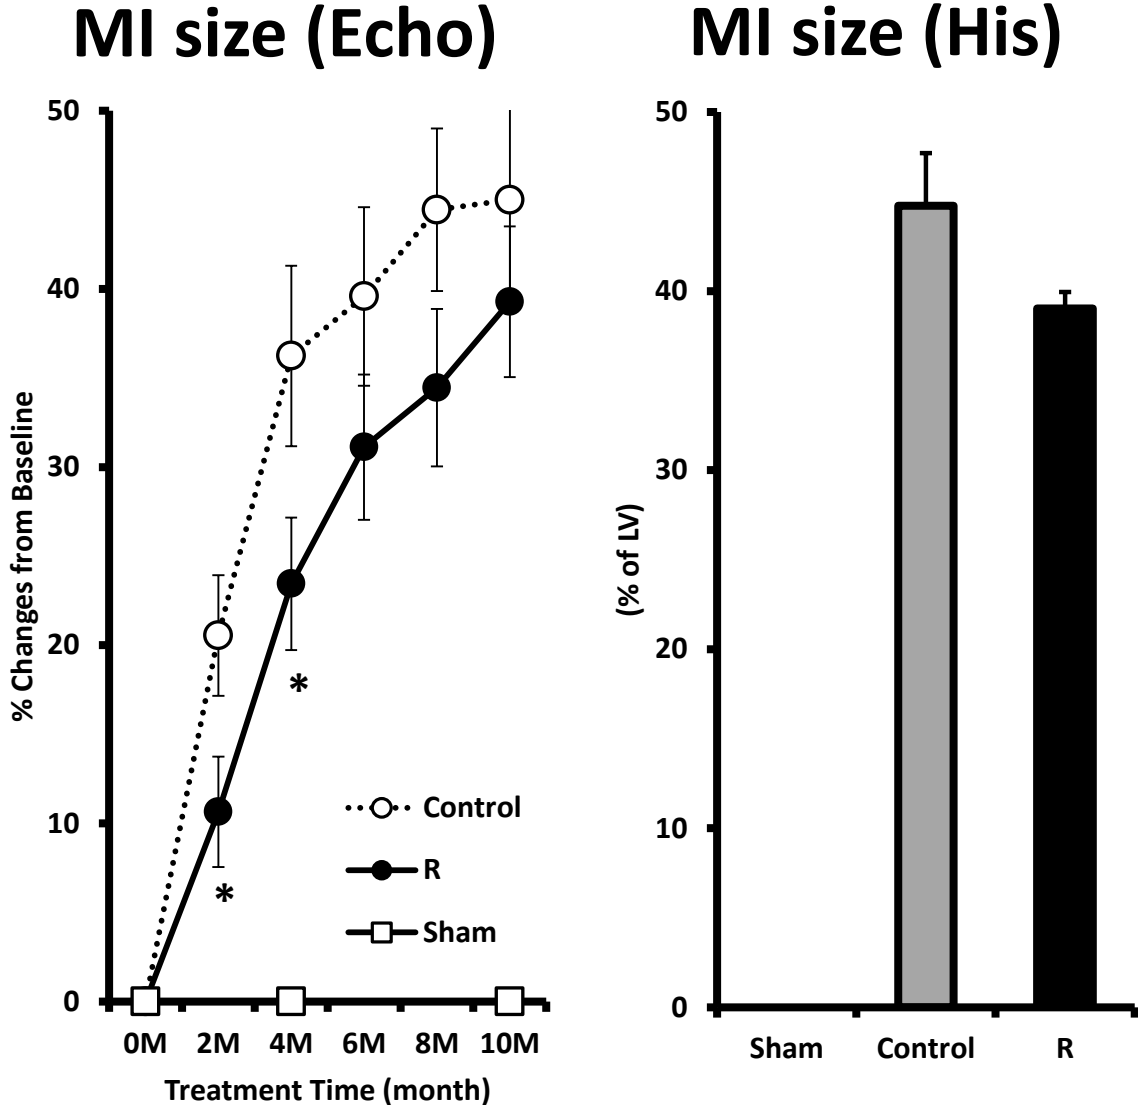 MI size (Echo)
% Changes from Baseline
50
40
30
20
10
0
*
*
Control
R
Sham
0M 2M 4M 6M 8M 10M
Treatment Time (month)
MI size (His)
(% of LV)
50
40
30
20
10
0
Sham Control R